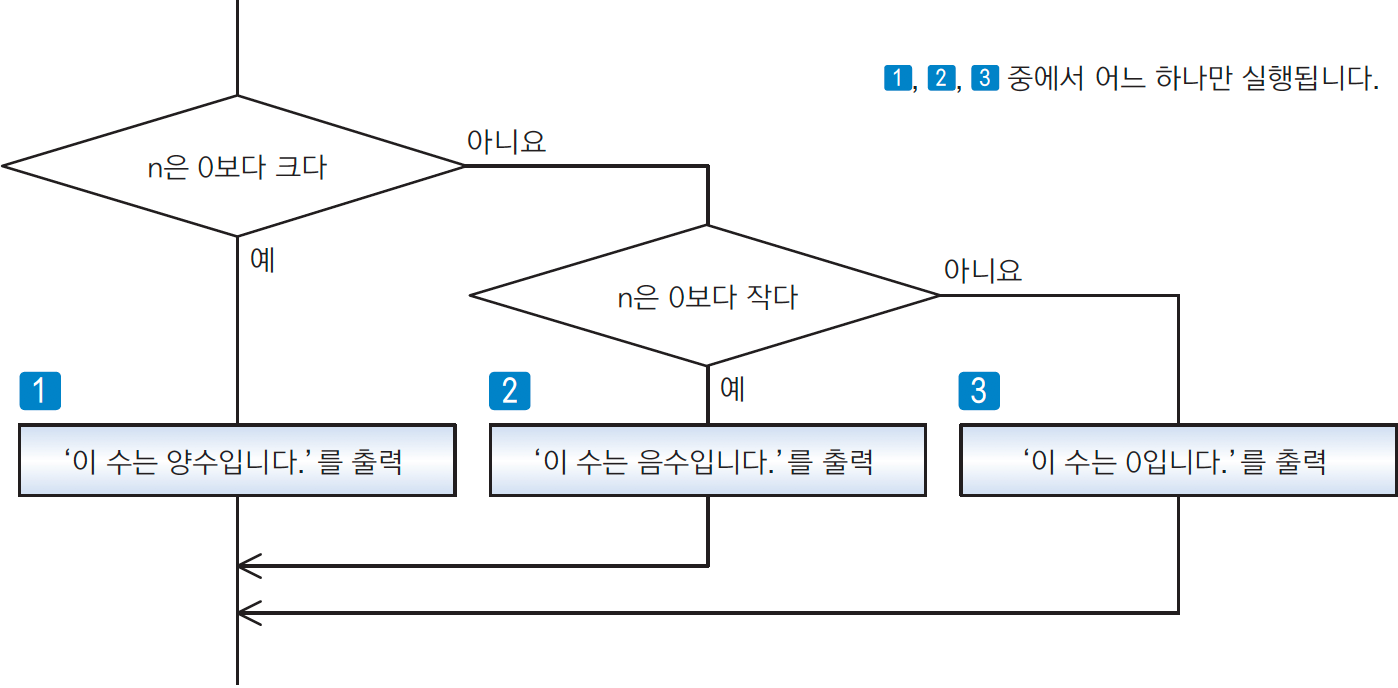 1, 2, 3 중에서 어느 하나만 실행됩니다.
아니요
n은 0보다 크다
예
아니요
n은 0보다 작다
예
1
‘이 수는 양수입니다.’를 출력
2
‘이 수는 음수입니다.’를 출력
3
‘이 수는 0입니다.’를 출력